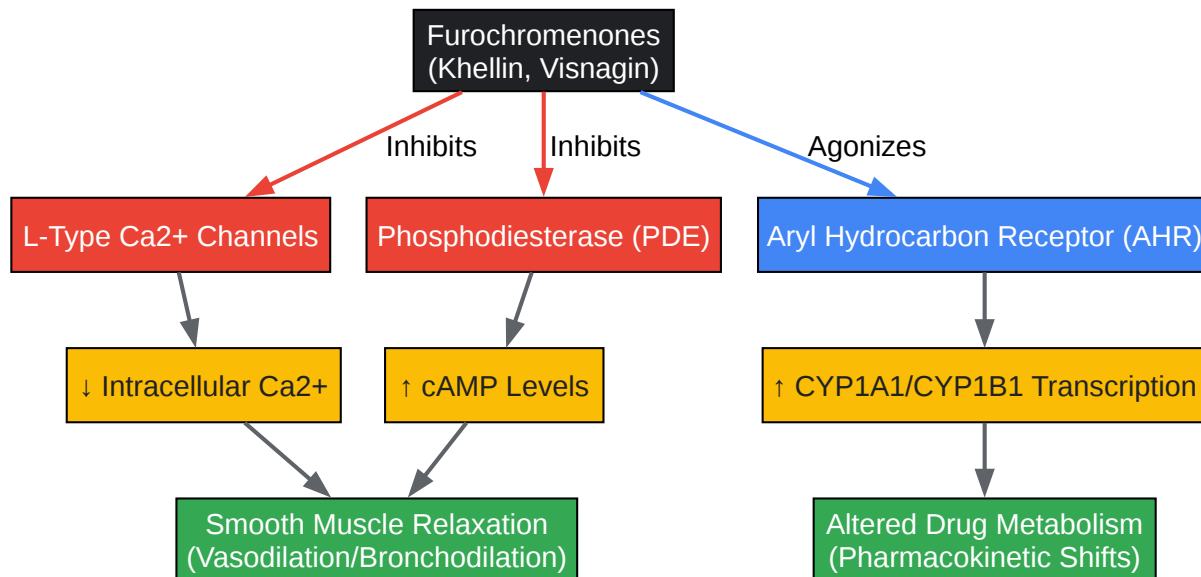 Furochromenones
(Khellin, Visnagin)
Inhibits
Inhibits
Agonizes
L-Type Ca2+ Channels
Phosphodiesterase (PDE)
Aryl Hydrocarbon Receptor (AHR)
↓ Intracellular Ca2+
↑ cAMP Levels
↑ CYP1A1/CYP1B1 Transcription
Smooth Muscle Relaxation
(Vasodilation/Bronchodilation)
Altered Drug Metabolism
(Pharmacokinetic Shifts)